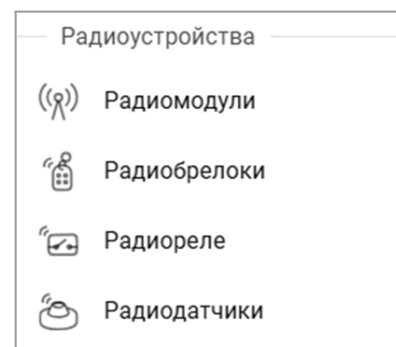 Радиоустройства
Радиомодули
Радиобрелоки
Радиореле
Радиодатчики